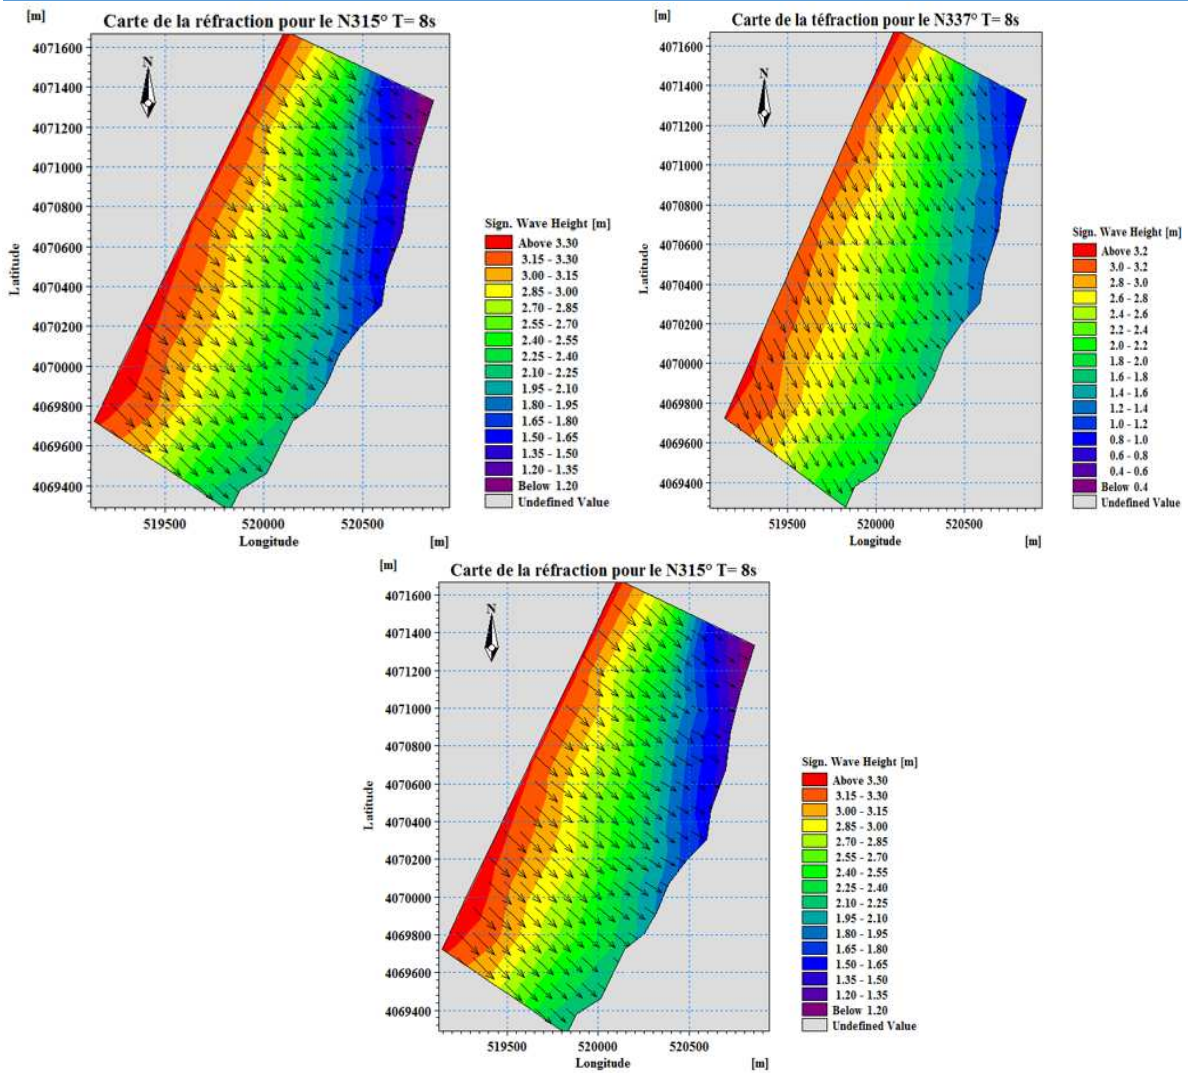 [m]
Carte de la réfraction pour le N315° T= 8s
N
4071600
4071400
4071200
4071000
4070800
4070600
4070400
4070200
4070000
4069800
4069600
4069400
Latitude
519500
520000
520500
Longitude
[m]
Sign. Wave Height [m]
Above 3.30
3.15 - 3.30
3.00 - 3.15
2.85 - 3.00
2.70 - 2.85
2.55 - 2.70
2.40 - 2.55
2.25 - 2.40
2.10 - 2.25
1.95 - 2.10
1.80 - 1.95
1.65 - 1.80
1.50 - 1.65
1.35 - 1.50
1.20 - 1.35
Below 1.20
Undefined Value
[m]
Carte de la téfraction pour le N337° T= 8s
N
4071600
4071400
4071200
4071000
4070800
4070600
4070400
4070200
4070000
4069800
4069600
4069400
Latitude
519500
520000
520500
Longitude
[m]
Sign. Wave Height [m]
Above 3.2
3.0 - 3.2
2.8 - 3.0
2.6 - 2.8
2.4 - 2.6
2.2 - 2.4
2.0 - 2.2
1.8 - 2.0
1.6 - 1.8
1.4 - 1.6
1.2 - 1.4
1.0 - 1.2
0.8 - 1.0
0.6 - 0.8
0.4 - 0.6
Below 0.4
Undefined Value
[m]
Carte de la réfraction pour le N315° T= 8s
N
4071600
4071400
4071200
4071000
4070800
4070600
4070400
4070200
4070000
4069800
4069600
4069400
Latitude
519500
520000
520500
Longitude
[m]
Sign. Wave Height [m]
Above 3.30
3.15 - 3.30
3.00 - 3.15
2.85 - 3.00
2.70 - 2.85
2.55 - 2.70
2.40 - 2.55
2.25 - 2.40
2.10 - 2.25
1.95 - 2.10
1.80 - 1.95
1.65 - 1.80
1.50 - 1.65
1.35 - 1.50
1.20 - 1.35
Below 1.20
Undefined Value